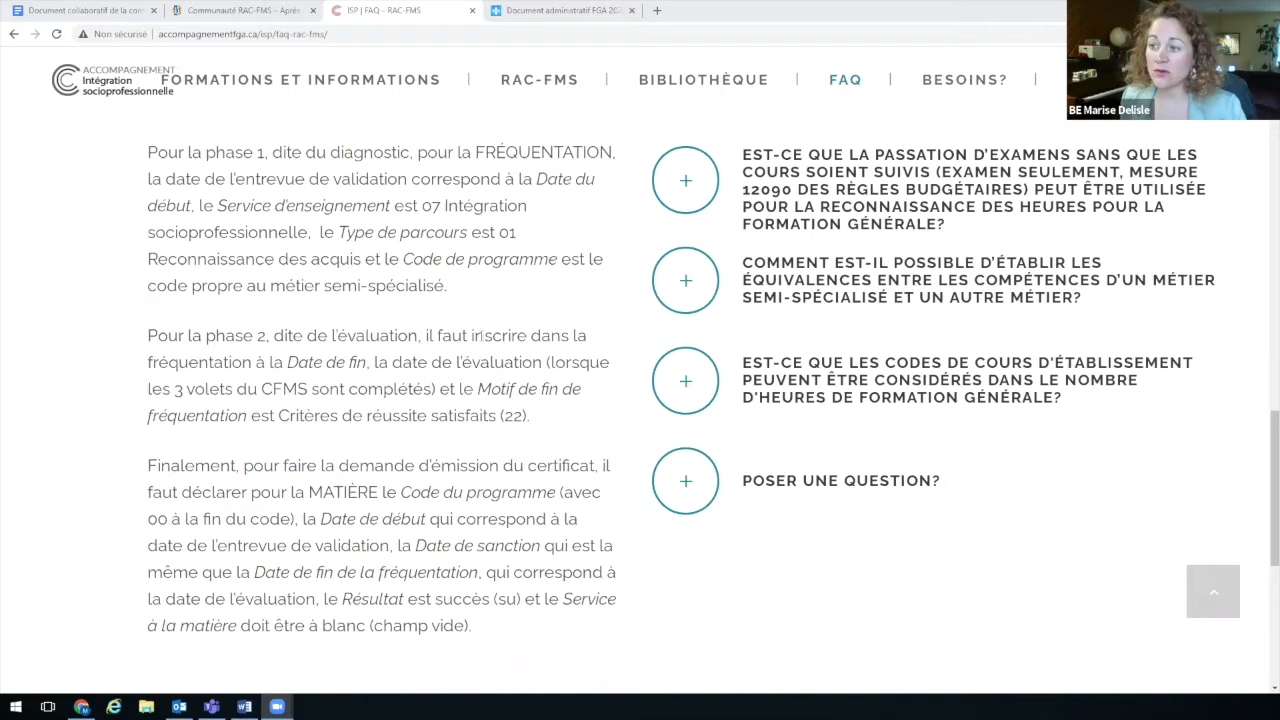 Document collaboratif de la con
Communauté RAC-FMS – Après
ISP | FAQ – RAC-FMS
Document administratif FGA 202
Non sécurisé
accompagnementfga.ca/isp/faq-rac-fms/
ACCOMPAGNEMENT
Intégration
socioprofessionnelle
FORMATIONS ET INFORMATIONS | RAC-FMS | BIBLIOTHÈQUE | FAQ | BESOINS? |
BE Marise Delisle
Pour la phase 1, dite du diagnostic, pour la FRÉQUENTATION,
la date de l'entrevue de validation correspond à la Date du
début, le Service d'enseignement est 07 Intégration
socioprofessionnelle, le Type de parcours est 01
Reconnaissance des acquis et le Code de programme est le
code propre au métier semi-spécialisé.
Pour la phase 2, dite de l'évaluation, il faut inscrire dans la
fréquentation à la Date de fin, la date de l'évaluation (lorsque
les 3 volets du CFMS sont complétés) et le Motif de fin de
fréquentation est Critères de réussite satisfaits (22).
Finalement, pour faire la demande d'émission du certificat, il
faut déclarer pour la MATIÈRE le Code du programme (avec
00 à la fin du code), la Date de début qui correspond à la
date de l'entrevue de validation, la Date de sanction qui est la
même que la Date de fin de la fréquentation, qui correspond à
la date de l'évaluation, le Résultat est succès (su) et le Service
à la matière doit être à blanc (champ vide).
EST-CE QUE LA PASSATION D'EXAMENS SANS QUE LES
COURS SOIENT SUIVIS (EXAMEN SEULEMENT, MESURE
12090 DES RÈGLES BUDGÉTAIRES) PEUT ÊTRE UTILISÉE
POUR LA RECONNAISSANCE DES HEURES POUR LA
FORMATION GÉNÉRALE?
COMMENT EST-IL POSSIBLE D'ÉTABLIR LES
ÉQUIVALENCES ENTRE LES COMPÉTENCES D'UN MÉTIER
SEMI-SPÉCIALISÉ ET UN AUTRE MÉTIER?
EST-CE QUE LES CODES DE COURS D'ÉTABLISSEMENT
PEUVENT ÊTRE CONSIDÉRÉS DANS LE NOMBRE
D'HEURES DE FORMATION GÉNÉRALE?
POSER UNE QUESTION?